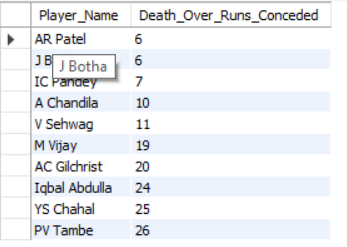 Player_Name Death_Over_Runs_Conceded
AR Patel 6
J B 6
J Botha
IC Pandey 7
A Chandila 10
V Sehwag 11
M Vijay 19
AC Gilchrist 20
Iqbal Abdulla 24
YS Chahal 25
PV Tambe 26